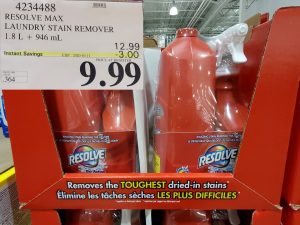 4234488
RESOLVE MAX
LAUNDRY STAIN REMOVER
1.8 L + 946 mL
12.99
Instant Savings
-3.00
9.99
.364
RESOLVE
RESOLVE
Removes the TOUGHEST dried-in stains*
Élimine les tâches sèches LES PLUS DIFFICILES*